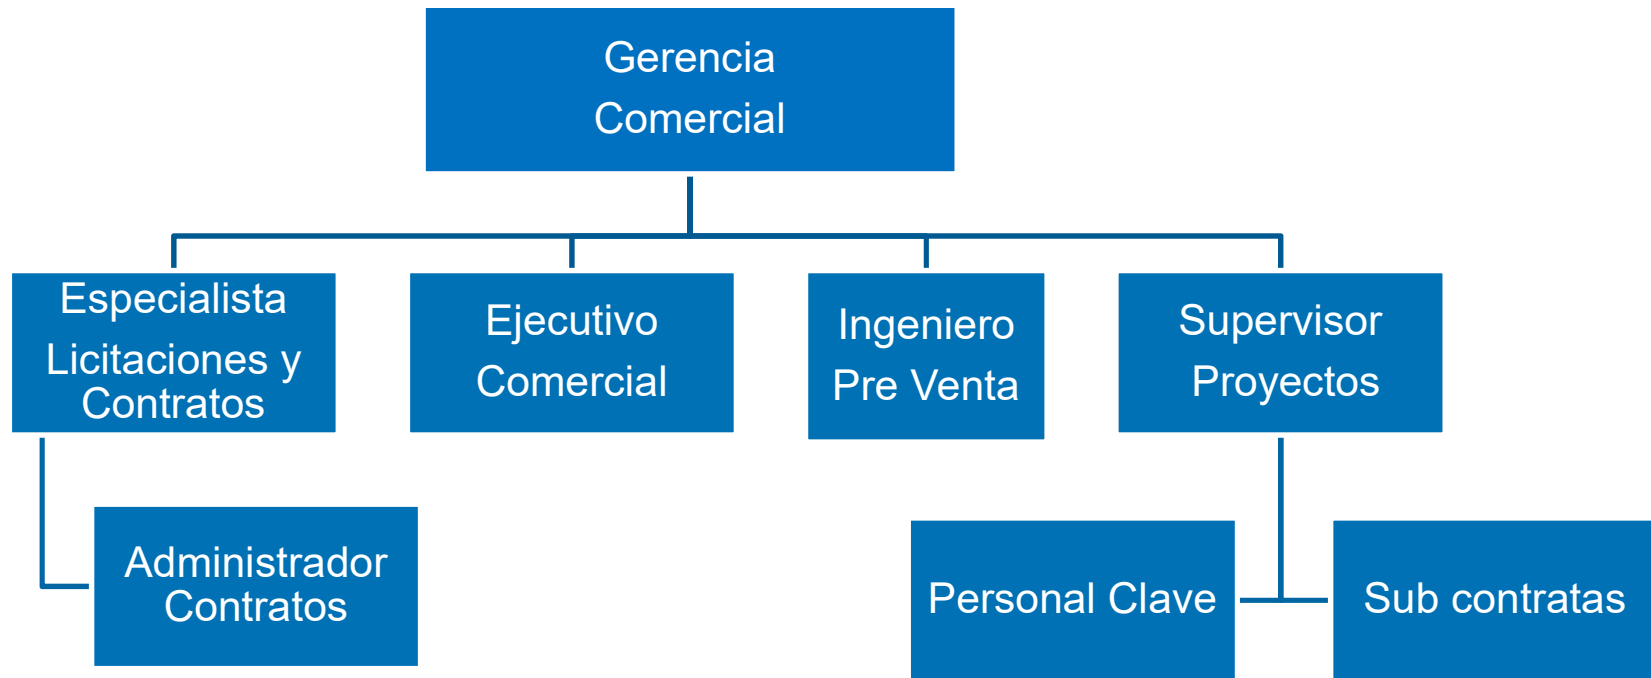 Gerencia
Comercial
Especialista
Licitaciones y
Contratos
Ejecutivo
Comercial
Ingeniero
Pre Venta
Supervisor
Proyectos
Administrador
Contratos
Personal Clave
Sub contratas